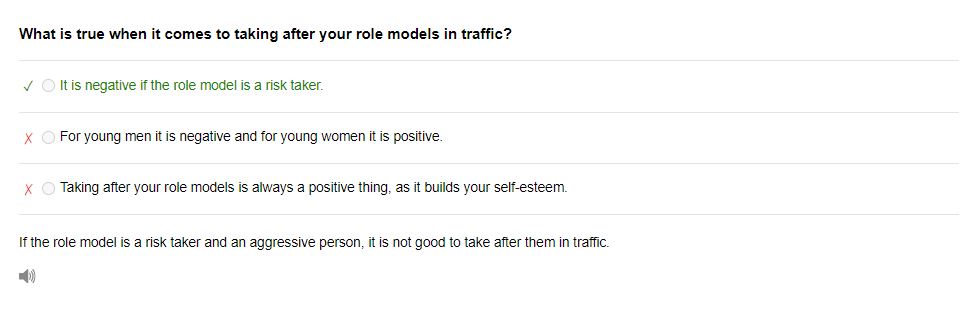 What is true when it comes to taking after your role models in traffic?
It is negative if the role model is a risk taker.
For young men it is negative and for young women it is positive.
Taking after your role models is always a positive thing, as it builds your self-esteem.
If the role model is a risk taker and an aggressive person, it is not good to take after them in traffic.